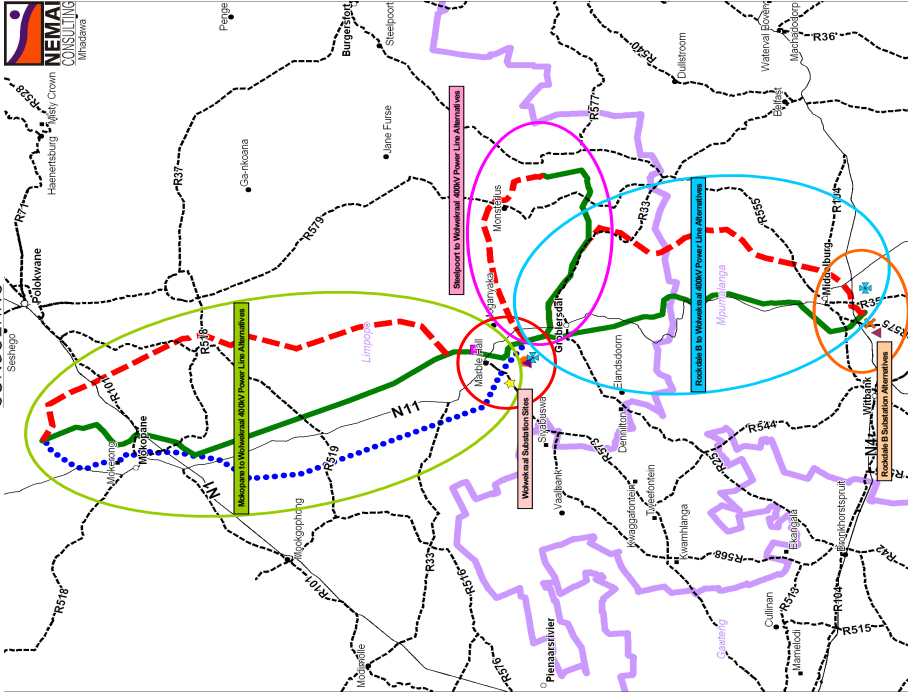 NEMAI
CONSULTING
Mhadawa
Penge
Burgersfort
Steelpoort
R540
Dullstroom
Waterval Boven
Machadodorp
R36
R528
Misty Crown
Haenertsburg
R71
R37
Ga-nkoana
Jane Furse
R577
Belfast
R579
Steelpoort to Wolwekraal 400kV Power Line Alternatives
Monsterlus
R33
Rockdale B to Wolwekraal 400kV Power Line Alternatives
R555
R104
Polokwane
Seshego
R518
Mokopane to Wolwekraal 400kV Power Line Alternatives
Limpopo
Groblersdal
Mpumalanga
Middelburg
R35
R575
R101
Marble Hall
Elandsdoorn
Witbank
Rockdale B Substation Alternatives
Mokerong
Mokopane
N11
R519
Wolwekraal Substation Sites
Siyabuswa
Dennilton
R573
R544
R25
N4
N1
Vaalbank
Kwaggafontein
Tweefontein
Mookgophong
R33
R101
R518
R516
Kwamhlanga
R568
Ekangala
Bronkhorstspruit
R42
Modimolle
R576
Pienaarsrivier
Gauteng
Cullinan
R513
R104
Mamelodi
R515